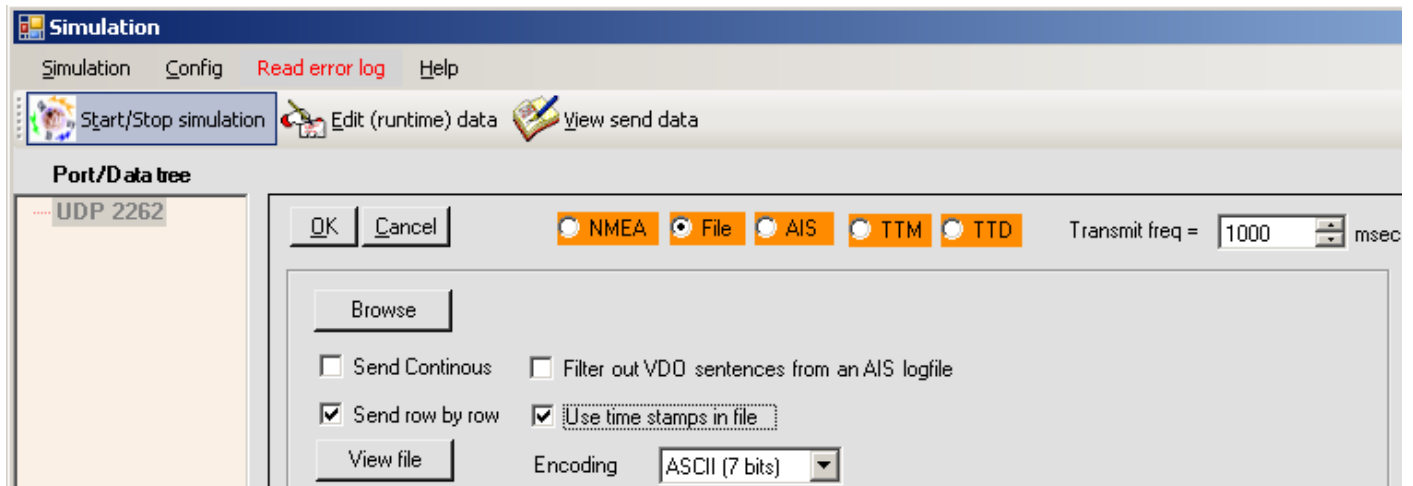 Simulation
Simulation Config Read error log Help
Start/Stop simulation Edit (runtime) data View send data
Port/Data tree
UDP 2262
OK Cancel NMEA File AIS TTM TTD Transmit freq = 1000 msec
Browse
Send Continous Filter out VDO sentences from an AIS logfile
Send row by row Use time stamps in file
View file Encoding ASCII (7 bits)